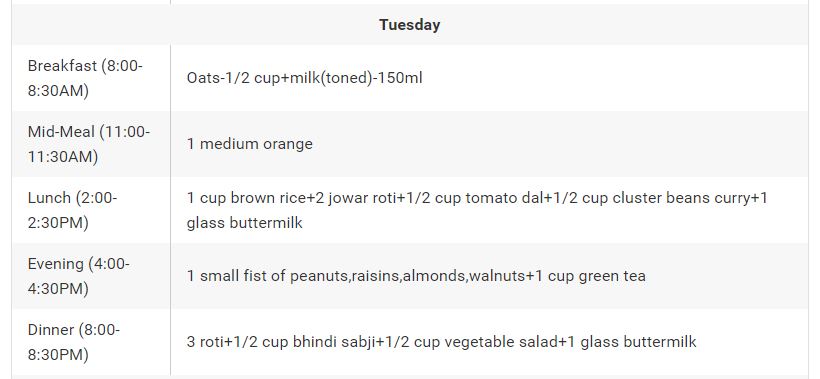 Tuesday
Breakfast (8:00-
8:30AM)
Oats-1/2 cup+milk(toned)-150ml
Mid-Meal (11:00-
11:30AM)
1 medium orange
Lunch (2:00-
2:30PM)
1 cup brown rice+2 jowar roti+1/2 cup tomato dal+1/2 cup cluster beans curry+1
glass buttermilk
Evening (4:00-
4:30PM)
1 small fist of peanuts,raisins,almonds,walnuts+1 cup green tea
Dinner (8:00-
8:30PM)
3 roti+1/2 cup bhindi sabji+1/2 cup vegetable salad+1 glass buttermilk